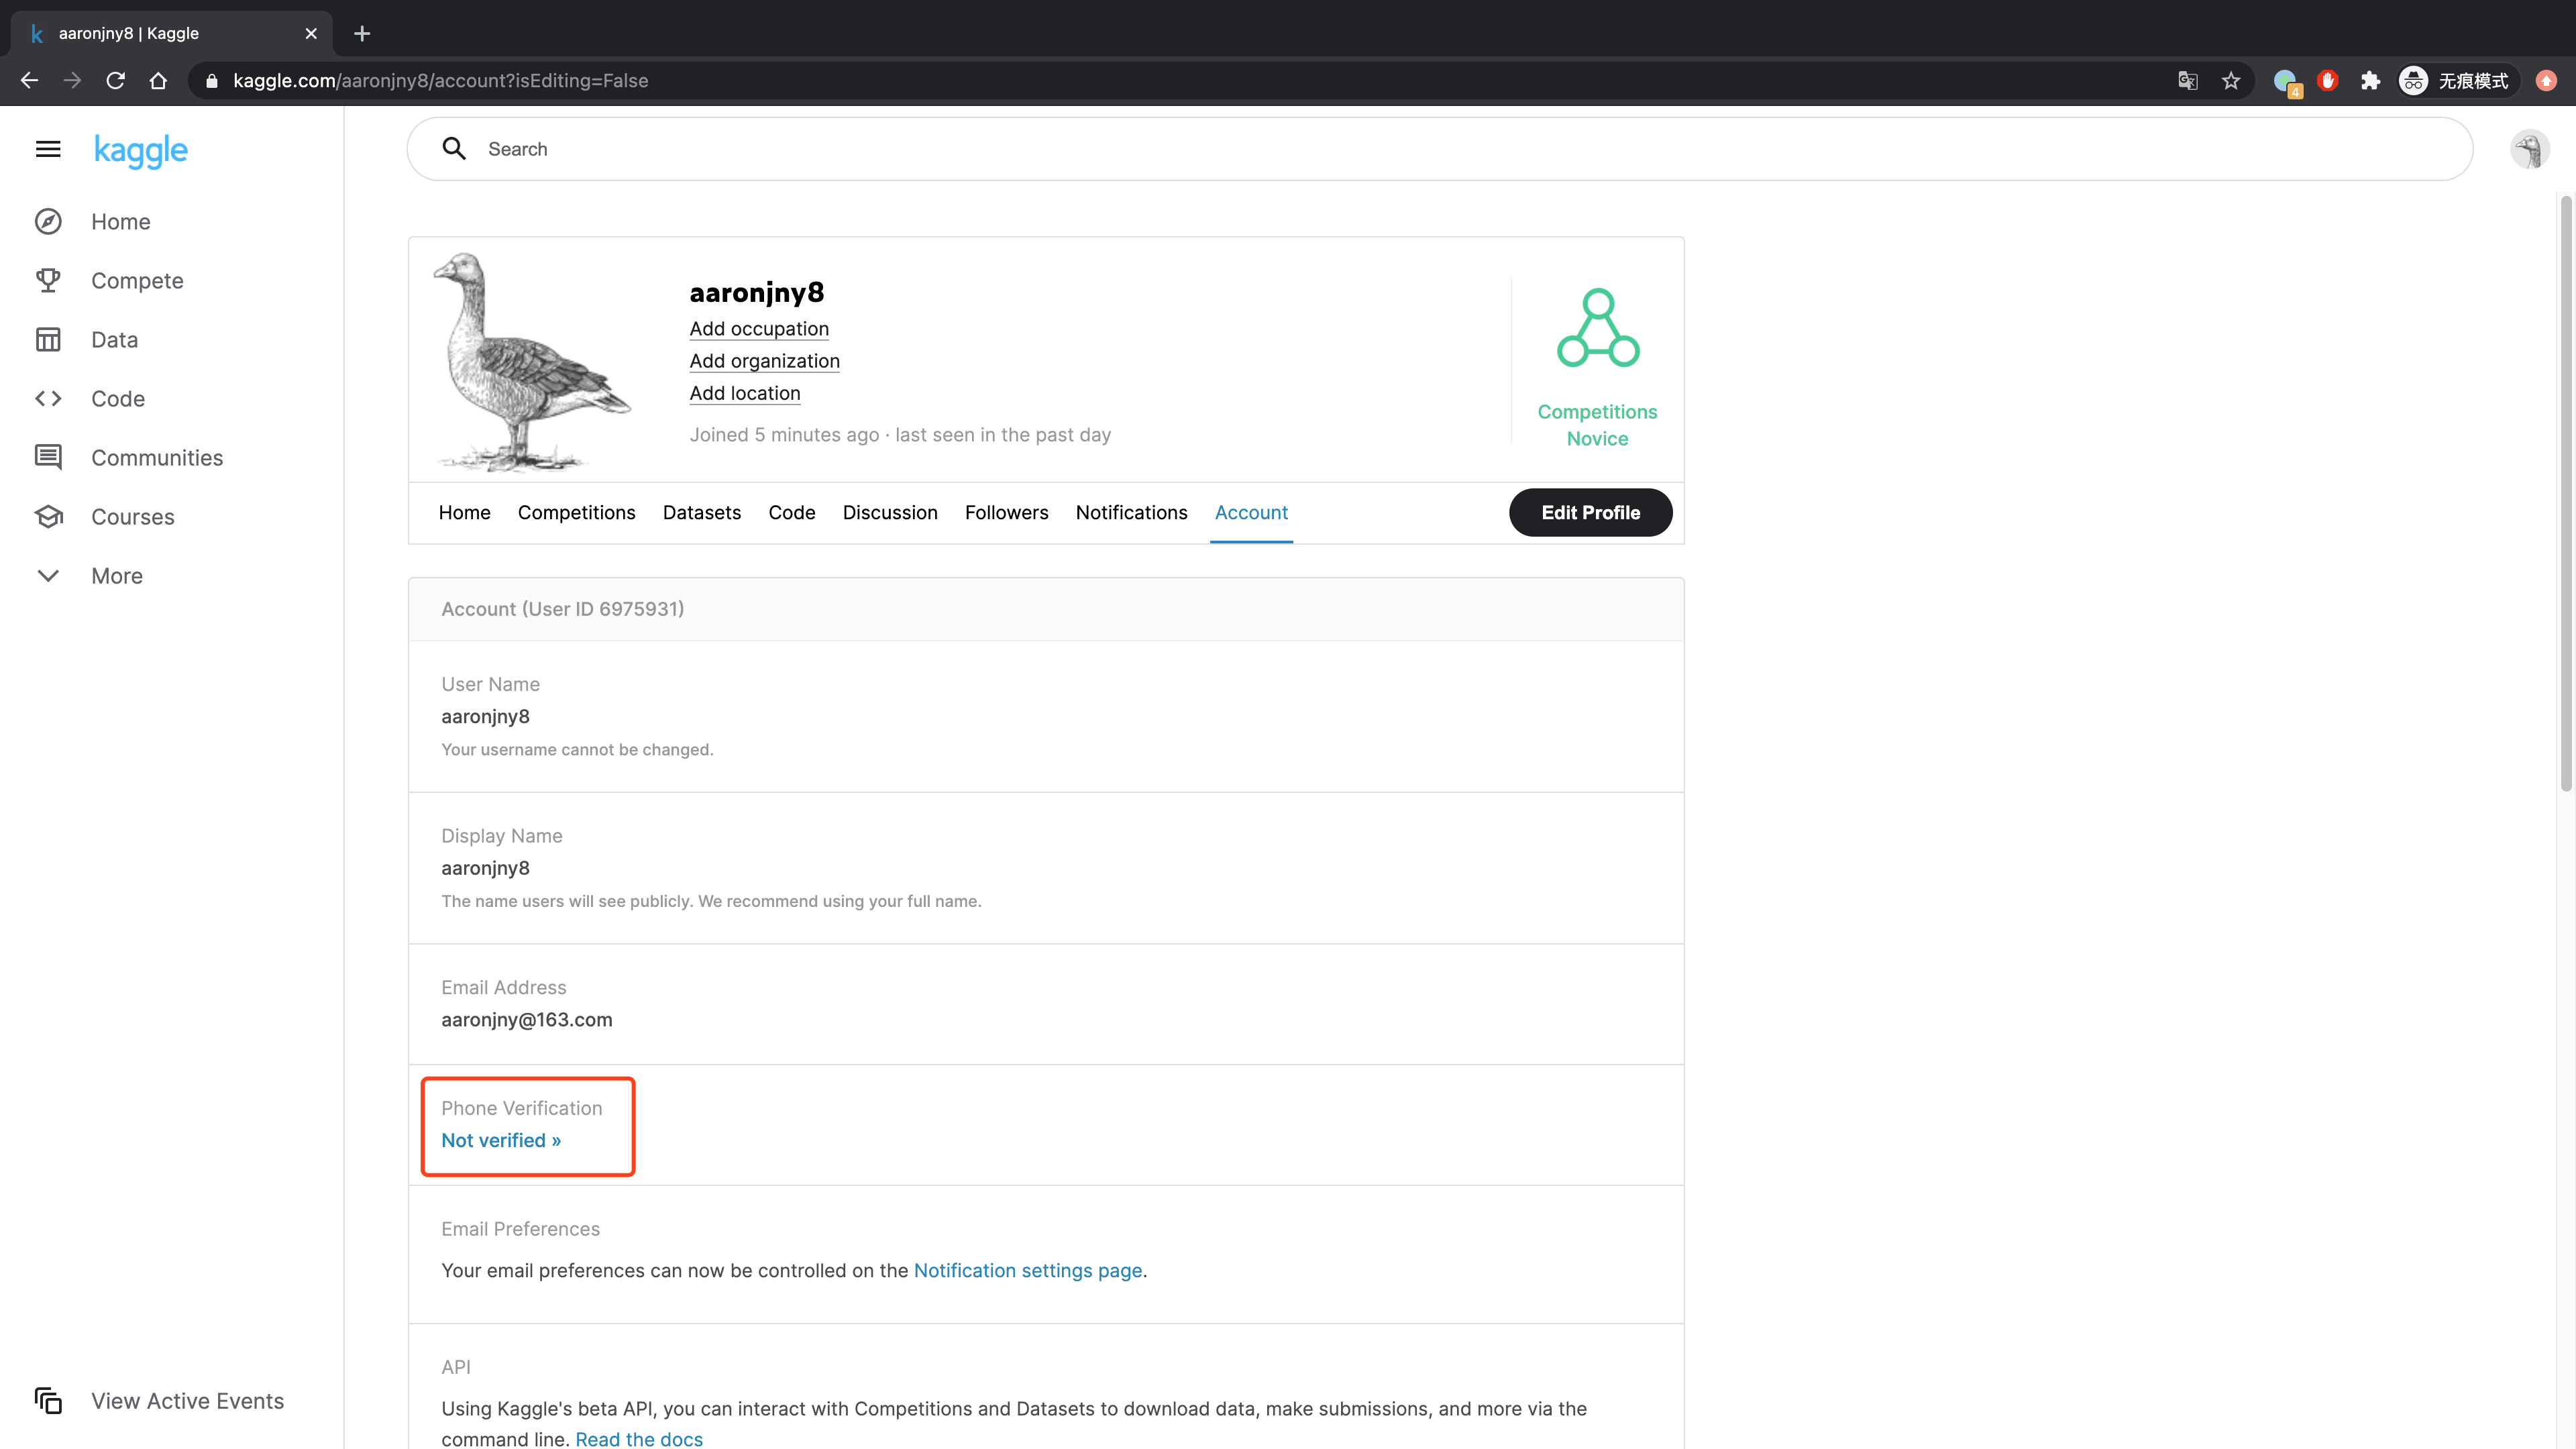 aaronjny8 | Kaggle
kaggle.com/aaronjny8/account?isEditing=False
4
无痕模式
kaggle
Search
Home
Compete
Data
Code
Communities
Courses
More
View Active Events
aaronjny8
Add occupation
Add organization
Add location
Joined 5 minutes ago · last seen in the past day
Competitions
Novice
Home Competitions Datasets Code Discussion Followers Notifications Account Edit Profile
Account (User ID 6975931)
User Name
aaronjny8
Your username cannot be changed.
Display Name
aaronjny8
The name users will see publicly. We recommend using your full name.
Email Address
aaronjny@163.com
Phone Verification
Not verified »
Email Preferences
Your email preferences can now be controlled on the Notification settings page.
API
Using Kaggle's beta API, you can interact with Competitions and Datasets to download data, make submissions, and more via the
command line. Read the docs